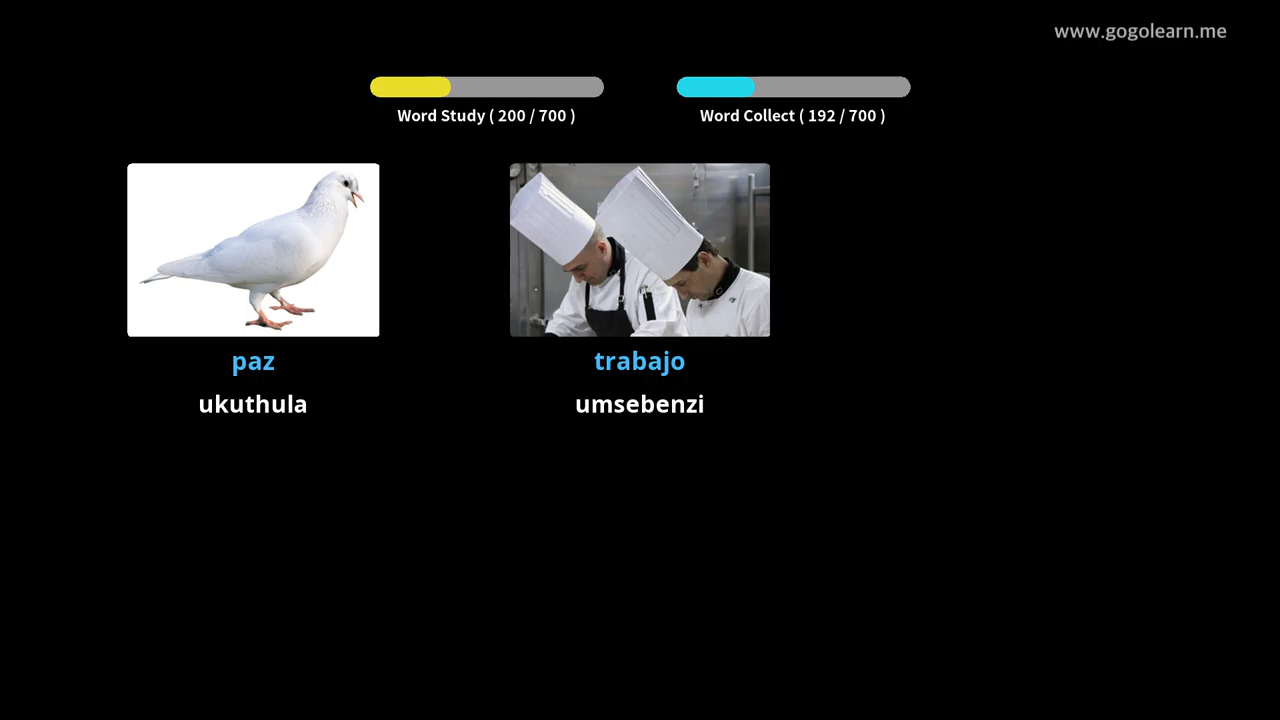 www.gogolearn.me
Word Study ( 200 / 700 )
Word Collect ( 192 / 700 )
paz
trabajo
ukuthula
umsebenzi